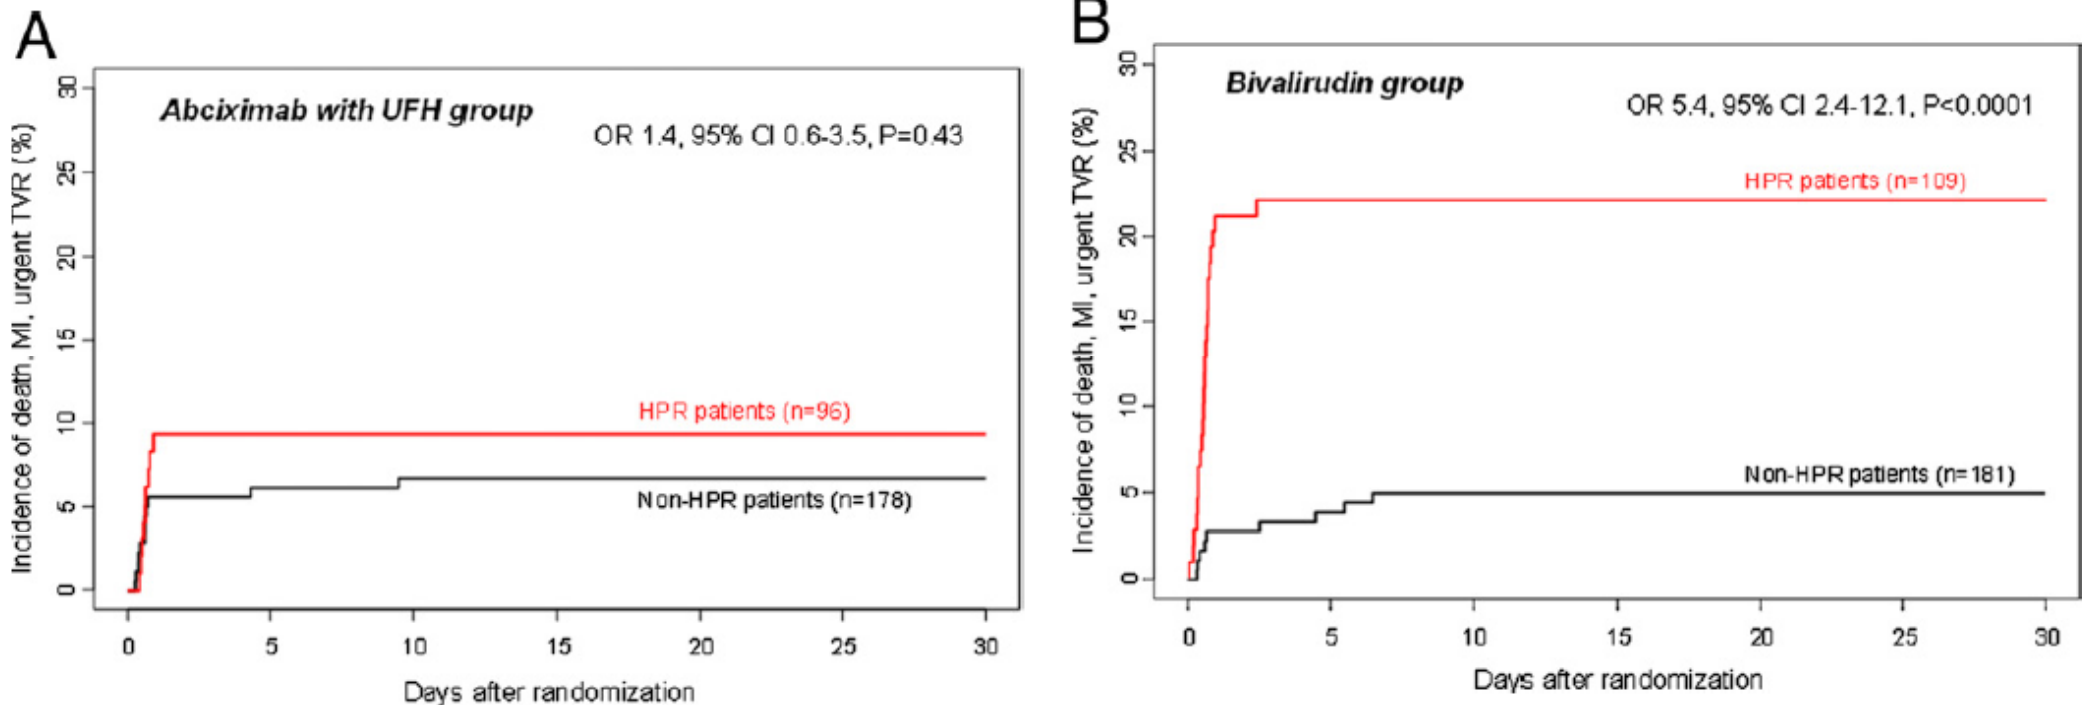 A
Abciximab with UFH group
OR 1.4, 95% CI 0.6-3.5, P=0.43
HPR patients (n=96)
Non-HPR patients (n=178)
Incidence of death, MI, urgent TVR (%)
30
25
20
15
10
5
0
0 5 10 15 20 25 30
Days after randomization
B
Bivalirudin group
OR 5.4, 95% CI 2.4-12.1, P<0.0001
HPR patients (n=109)
Non-HPR patients (n=181)
Incidence of death, MI, urgent TVR (%)
30
25
20
15
10
5
0
0 5 10 15 20 25 30
Days after randomization